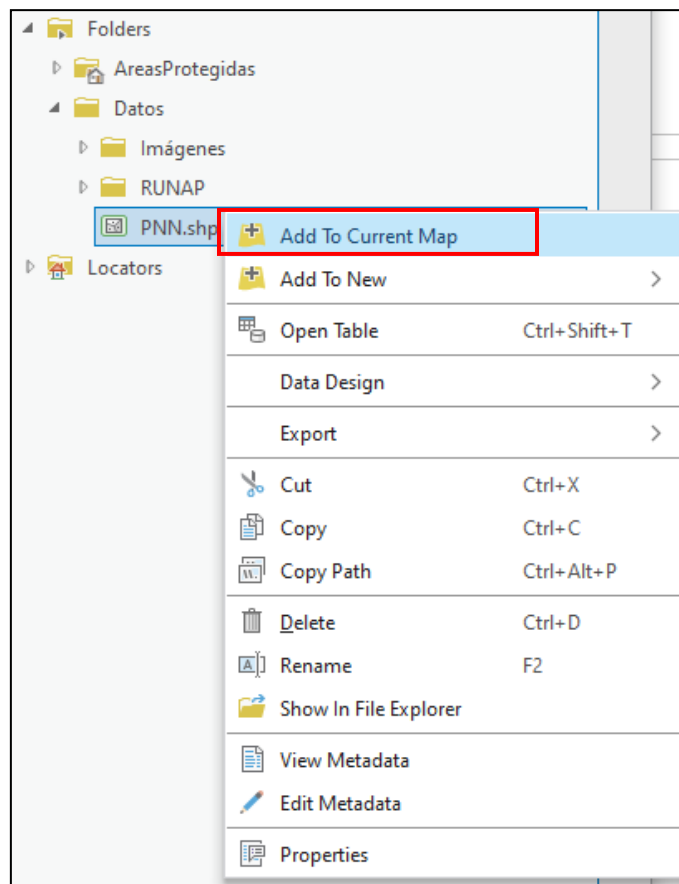 Folders
AreasProtegidas
Datos
Imágenes
RUNAP
PNN.shp
Add To Current Map
Locators
Add To New
Open Table Ctrl+Shift+T
Data Design
Export
Cut Ctrl+X
Copy Ctrl+C
Copy Path Ctrl+Alt+P
Delete Ctrl+D
Rename F2
Show In File Explorer
View Metadata
Edit Metadata
Properties